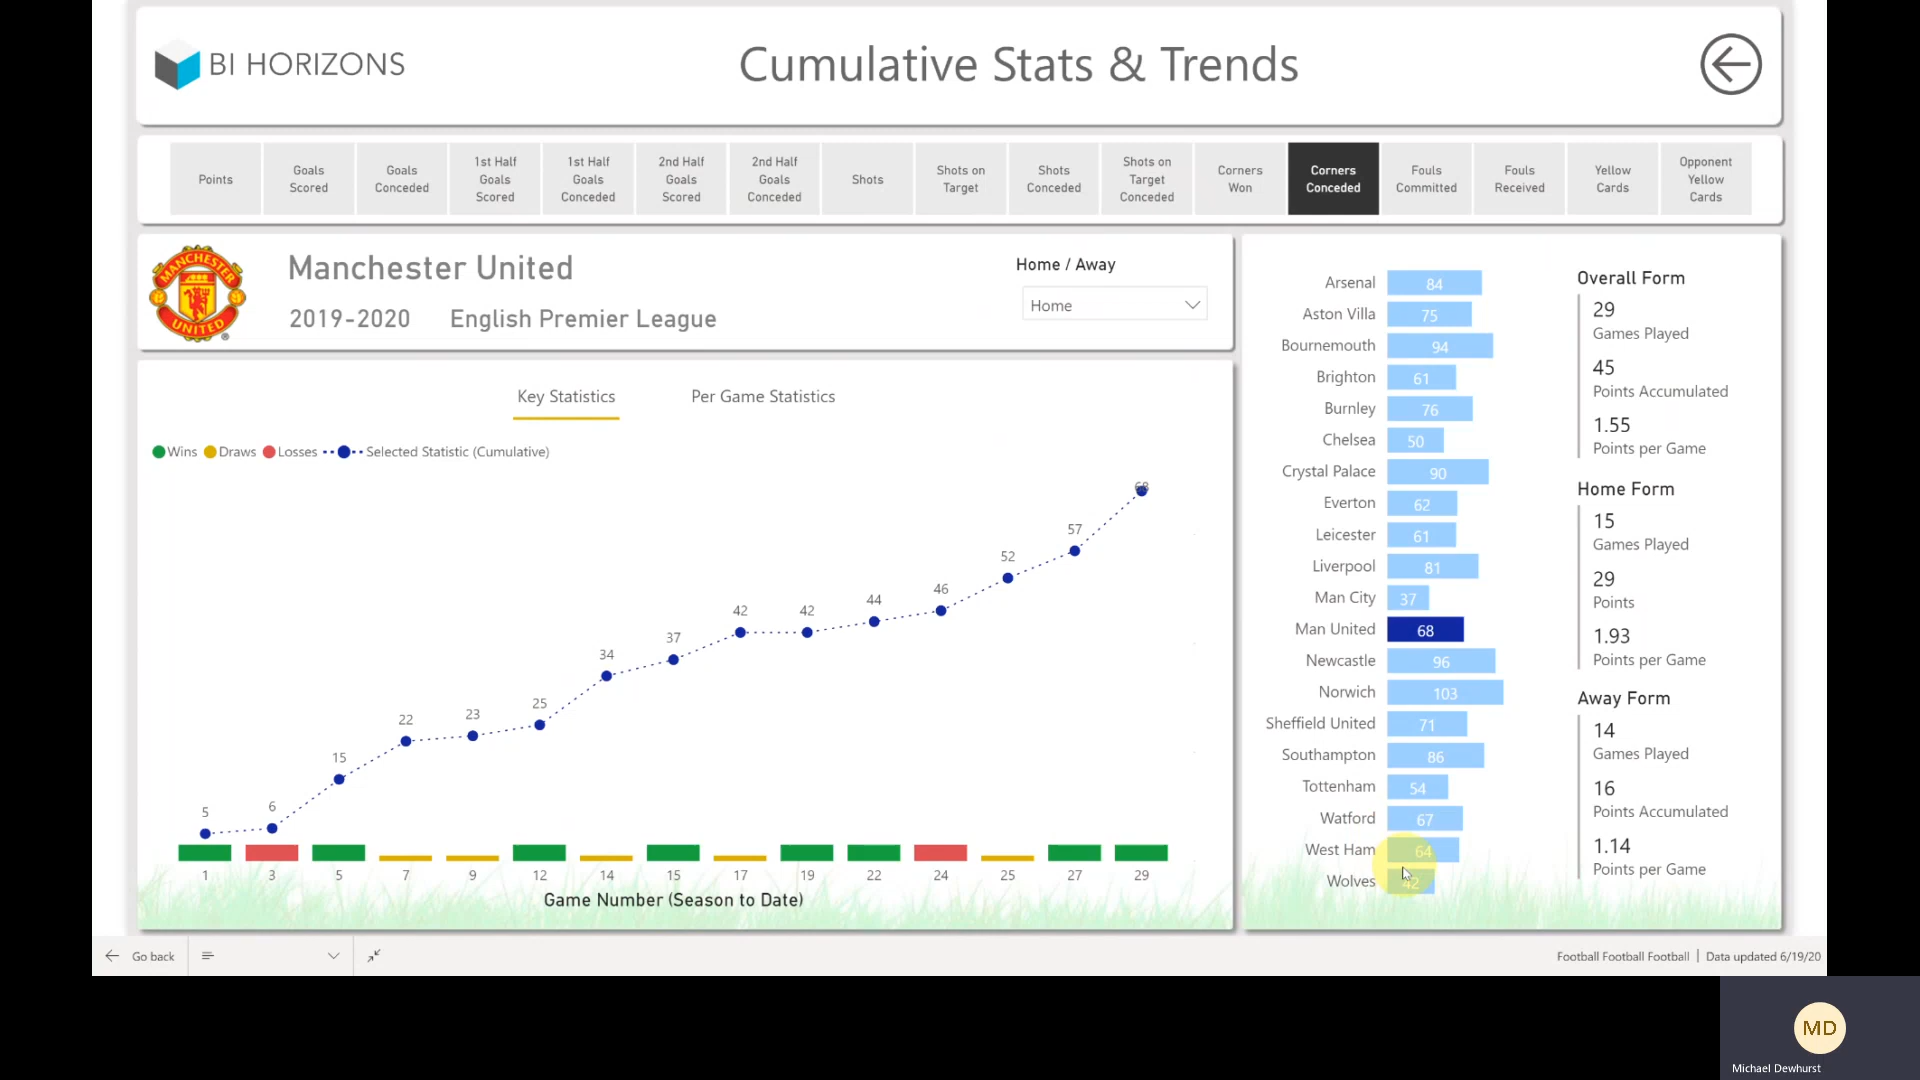 BI HORIZONS
Cumulative Stats & Trends
Points
Goals
Scored
Goals
Conceded
1st Half
Goals
Scored
1st Half
Goals
Conceded
2nd Half
Goals
Scored
2nd Half
Goals
Conceded
Shots
Shots on
Target
Shots
Conceded
Shots on
Target
Conceded
Corners
Won
Corners
Conceded
Fouls
Committed
Fouls
Received
Yellow
Cards
Opponent
Yellow
Cards
MANCHESTER
UNITED
®
Manchester United
2019-2020 English Premier League
Home / Away
Home
Key Statistics Per Game Statistics
Wins Draws Losses Selected Statistic (Cumulative)
5
6
15
22
23
25
34
37
42
42
44
46
52
57
68
1 3 5 7 9 12 14 15 17 19 22 24 25 27 29
Game Number (Season to Date)
Arsenal 84
Aston Villa 75
Bournemouth 94
Brighton 61
Burnley 76
Chelsea 50
Crystal Palace 90
Everton 62
Leicester 61
Liverpool 81
Man City 37
Man United 68
Newcastle 96
Norwich 103
Sheffield United 71
Southampton 86
Tottenham 54
Watford 67
West Ham 64
Wolves 42
Overall Form
29
Games Played
45
Points Accumulated
1.55
Points per Game
Home Form
15
Games Played
29
Points
1.93
Points per Game
Away Form
14
Games Played
16
Points Accumulated
1.14
Points per Game
Go back
Football Football Football | Data updated 6/19/20
MD
Michael Dewhurst